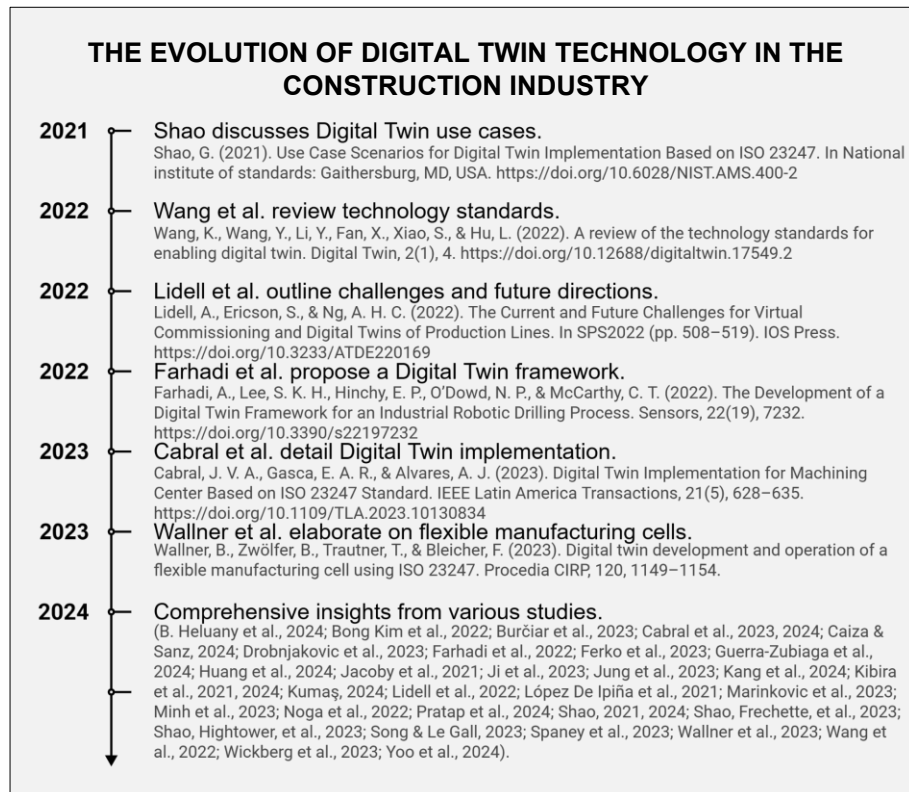 THE EVOLUTION OF DIGITAL TWIN TECHNOLOGY IN THE
CONSTRUCTION INDUSTRY
2021
Shao discusses Digital Twin use cases.
Shao, G. (2021). Use Case Scenarios for Digital Twin Implementation Based on ISO 23247. In National
institute of standards: Gaithersburg, MD, USA. https://doi.org/10.6028/NIST.AMS.400-2
2022
Wang et al. review technology standards.
Wang, K., Wang, Y., Li, Y., Fan, X., Xiao, S., & Hu, L. (2022). A review of the technology standards for
enabling digital twin. Digital Twin, 2(1), 4. https://doi.org/10.12688/digitaltwin.17549.2
2022
Lidell et al. outline challenges and future directions.
Lidell, A., Ericson, S., & Ng, A. H. C. (2022). The Current and Future Challenges for Virtual
Commissioning and Digital Twins of Production Lines. In SPS2022 (pp. 508–519). IOS Press.
https://doi.org/10.3233/ATDE220169
2022
Farhadi et al. propose a Digital Twin framework.
Farhadi, A., Lee, S. K. H., Hinchy, E. P., O’Dowd, N. P., & McCarthy, C. T. (2022). The Development of a
Digital Twin Framework for an Industrial Robotic Drilling Process. Sensors, 22(19), 7232.
https://doi.org/10.3390/s22197232
2023
Cabral et al. detail Digital Twin implementation.
Cabral, J. V. A., Gasca, E. A. R., & Alvares, A. J. (2023). Digital Twin Implementation for Machining
Center Based on ISO 23247 Standard. IEEE Latin America Transactions, 21(5), 628–635.
https://doi.org/10.1109/TLA.2023.10130834
2023
Wallner et al. elaborate on flexible manufacturing cells.
Wallner, B., Zwölfer, B., Trautner, T., & Bleicher, F. (2023). Digital twin development and operation of a
flexible manufacturing cell using ISO 23247. Procedia CIRP, 120, 1149–1154.
2024
Comprehensive insights from various studies.
(B. Heluany et al., 2024; Bong Kim et al., 2022; Burčiar et al., 2023; Cabral et al., 2023, 2024; Caiza &
Sanz, 2024; Drobnjakovic et al., 2023; Farhadi et al., 2022; Ferko et al., 2023; Guerra-Zubiaga et al.,
2024; Huang et al., 2024; Jacoby et al., 2021; Ji et al., 2023; Jung et al., 2023; Kang et al., 2024; Kibira
et al., 2021, 2024; Kumaş, 2024; Lidell et al., 2022; López De Ipiña et al., 2021; Marinkovic et al., 2023;
Minh et al., 2023; Noga et al., 2022; Pratap et al., 2024; Shao, 2021, 2024; Shao, Frechette, et al., 2023;
Shao, Hightower, et al., 2023; Song & Le Gall, 2023; Spaney et al., 2023; Wallner et al., 2023; Wang et
al., 2022; Wickberg et al., 2023; Yoo et al., 2024).